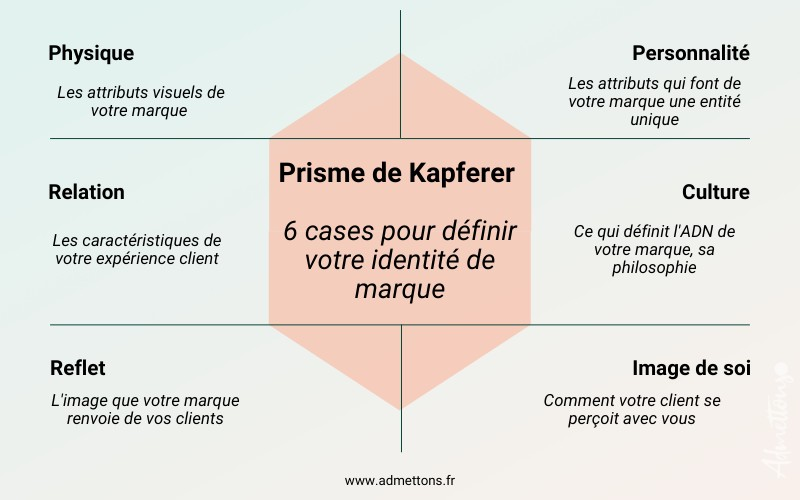 Physique
Les attributs visuels de
votre marque
Personnalité
Les attributs qui font de
votre marque une entité
unique
Prisme de Kapferer
6 cases pour définir
votre identité de
marque
Relation
Les caractéristiques de
votre expérience client
Culture
Ce qui définit l'ADN de
votre marque, sa
philosophie
Reflet
L'image que votre marque
renvoie de vos clients
Image de soi
Comment votre client se
perçoit avec vous
Admettons
www.admettons.fr